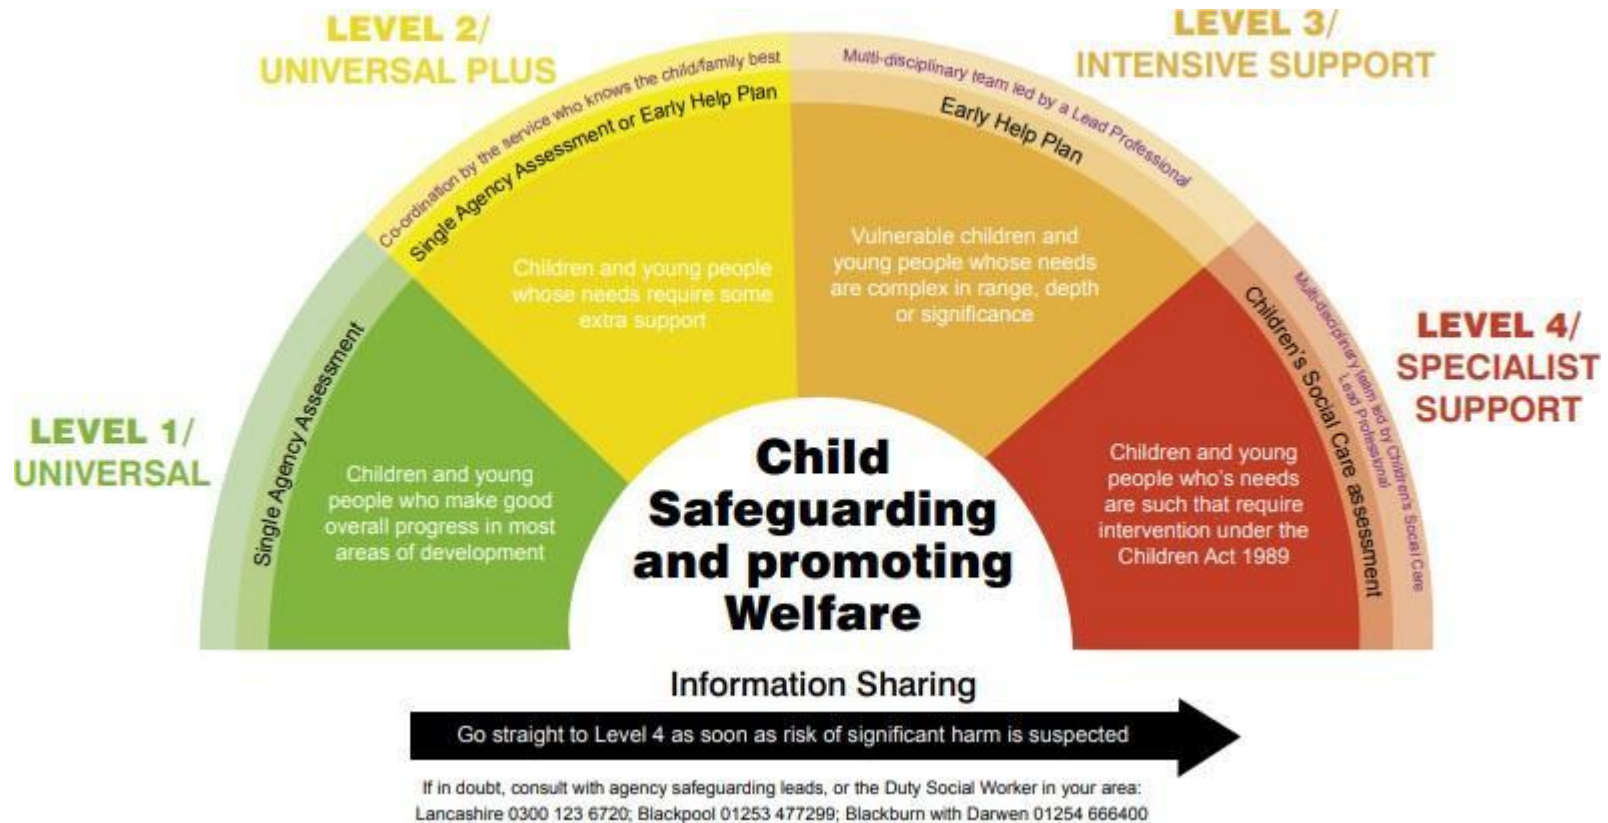 LEVEL 1/
UNIVERSAL
Single Agency Assessment
Children and young
people who make good
overall progress in most
areas of development
LEVEL 2/
UNIVERSAL PLUS
Co-ordination by the service who knows the child/family best
Single Agency Assessment or Early Help Plan
Children and young people
whose needs require some
extra support
LEVEL 3/
INTENSIVE SUPPORT
Multi-disciplinary team led by a Lead Professional
Early Help Plan
Vulnerable children and
young people whose needs
are complex in range, depth
or significance
LEVEL 4/
SPECIALIST
SUPPORT
Multi-disciplinary team led by Children's Social Care
Lead Professional
Children's Social Care assessment
Children and young
people who's needs
are such that require
intervention under the
Children Act 1989
Child
Safeguarding
and promoting
Welfare
Information Sharing
Go straight to Level 4 as soon as risk of significant harm is suspected
If in doubt, consult with agency safeguarding leads, or the Duty Social Worker in your area:
Lancashire 0300 123 6720; Blackpool 01253 477299; Blackburn with Darwen 01254 666400